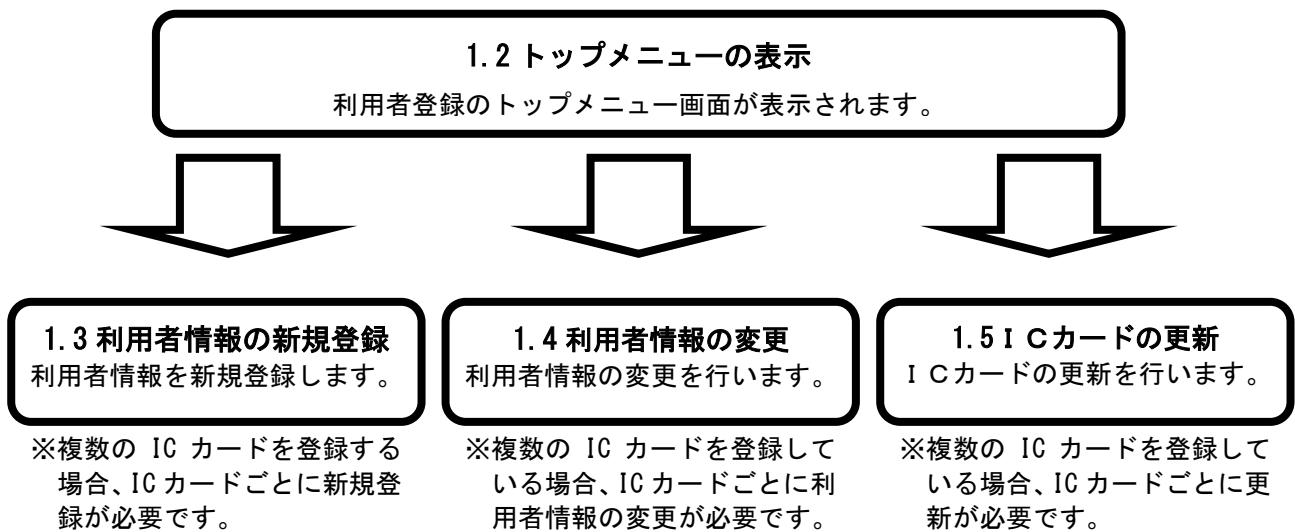 1.2 トップメニューの表示
利用者登録のトップメニュー画面が表示されます。
1.3 利用者情報の新規登録
利用者情報を新規登録します。
※複数の IC カードを登録する
場合、IC カードごとに新規登
録が必要です。
1.4 利用者情報の変更
利用者情報の変更を行います。
※複数の IC カードを登録して
いる場合、IC カードごとに利
用者情報の変更が必要です。
1.5 ＩＣカードの更新
ＩＣカードの更新を行います。
※複数の IC カードを登録して
いる場合、IC カードごとに更
新が必要です。